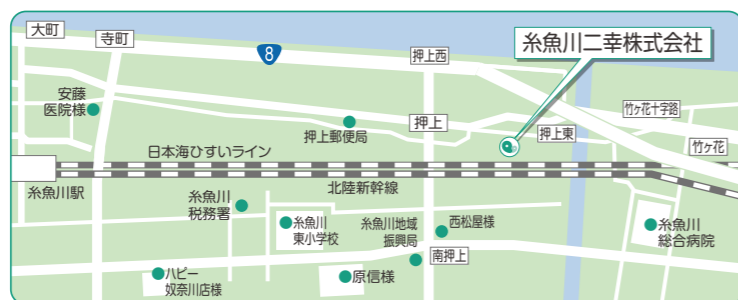 大町
寺町
8
押上西
糸魚川二幸株式会社
安藤
医院様
押上郵便局
押上
押上東
竹ヶ花十字路
竹ヶ花
日本海ひすいライン
糸魚川駅
北陸新幹線
糸魚川
税務署
糸魚川
東小学校
糸魚川地域
振興局
西松屋様
南押上
糸魚川
総合病院
ハピー
奴奈川店様
原信様